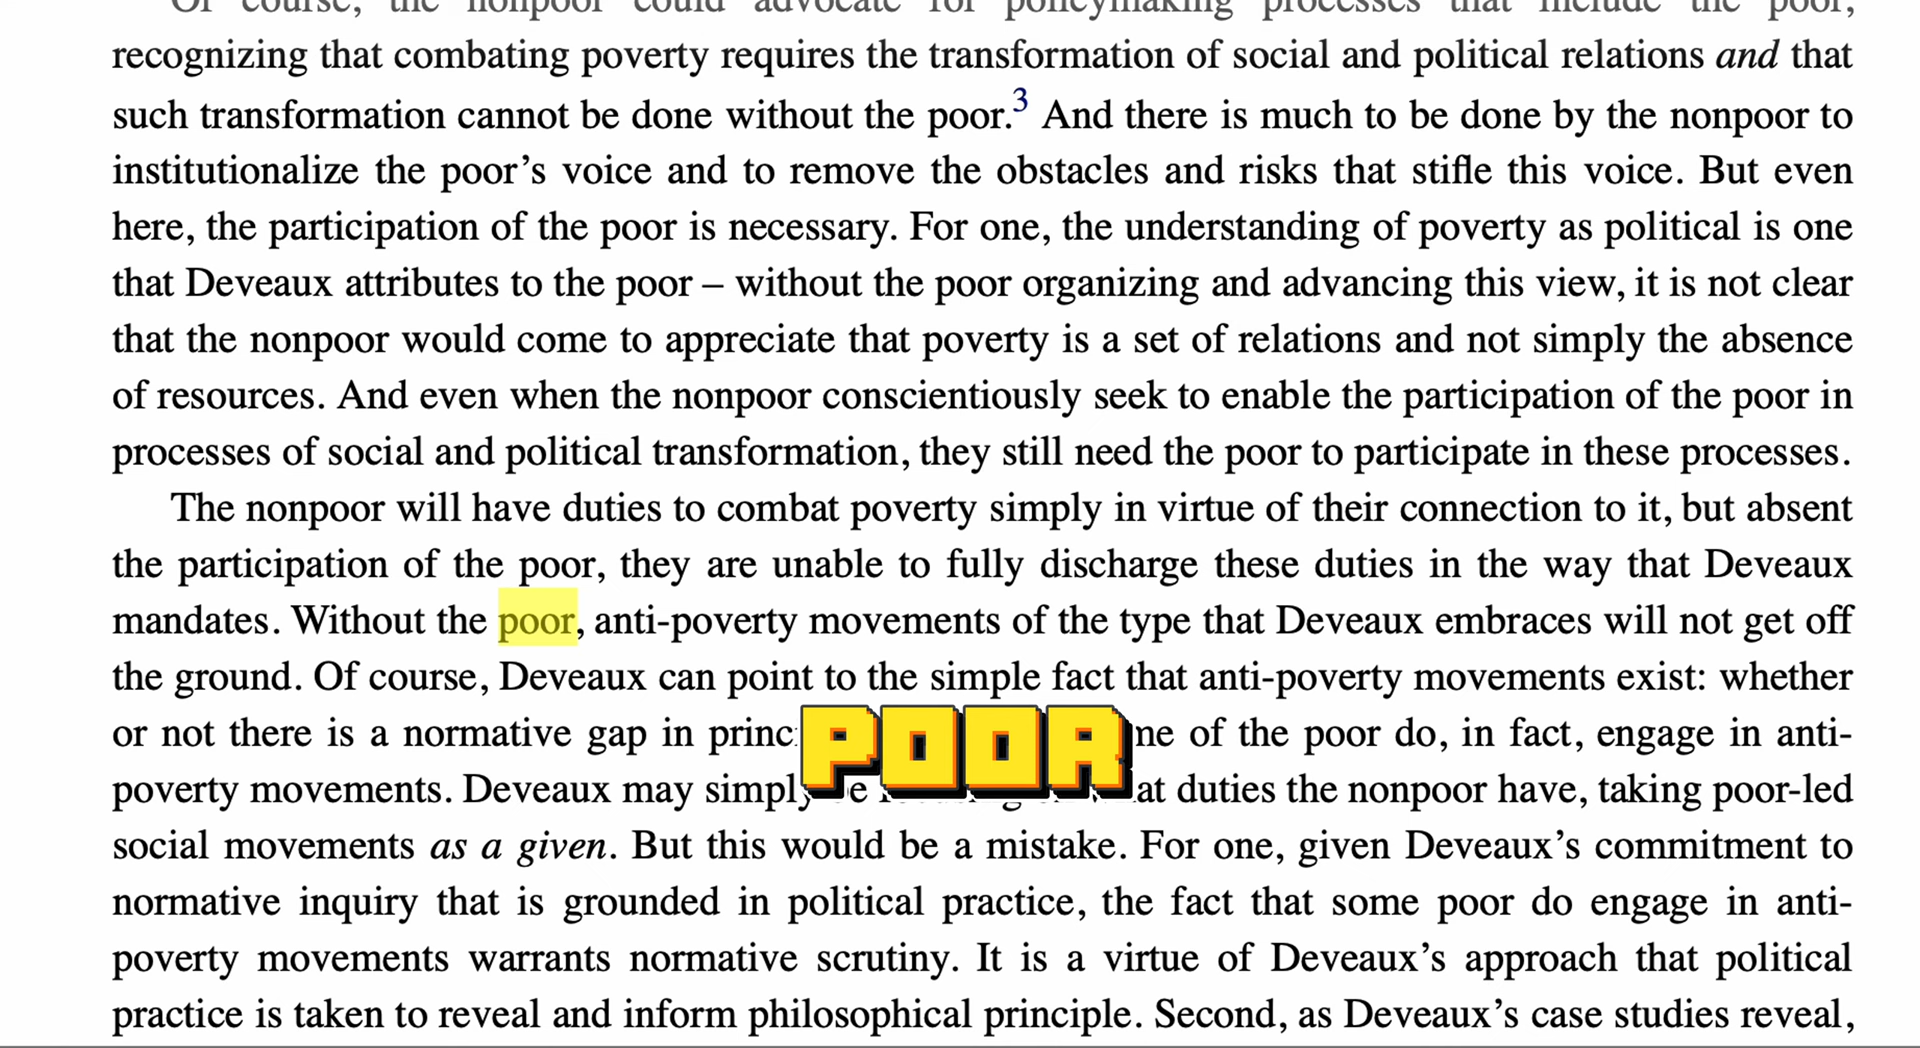 Of course, the nonpoor could advocate for policymaking processes that include the poor,
recognizing that combating poverty requires the transformation of social and political relations and that
such transformation cannot be done without the poor.3 And there is much to be done by the nonpoor to
institutionalize the poor’s voice and to remove the obstacles and risks that stifle this voice. But even
here, the participation of the poor is necessary. For one, the understanding of poverty as political is one
that Deveaux attributes to the poor – without the poor organizing and advancing this view, it is not clear
that the nonpoor would come to appreciate that poverty is a set of relations and not simply the absence
of resources. And even when the nonpoor conscientiously seek to enable the participation of the poor in
processes of social and political transformation, they still need the poor to participate in these processes.
The nonpoor will have duties to combat poverty simply in virtue of their connection to it, but absent
the participation of the poor, they are unable to fully discharge these duties in the way that Deveaux
mandates. Without the poor, anti-poverty movements of the type that Deveaux embraces will not get off
the ground. Of course, Deveaux can point to the simple fact that anti-poverty movements exist: whether
or not there is a normative gap in of the poor do, in fact, engage in anti-
POOR
poverty movements. Deveaux may simply duties the nonpoor have, taking poor-led
social movements as a given. But this would be a mistake. For one, given Deveaux’s commitment to
normative inquiry that is grounded in political practice, the fact that some poor do engage in anti-
poverty movements warrants normative scrutiny. It is a virtue of Deveaux’s approach that political
practice is taken to reveal and inform philosophical principle. Second, as Deveaux’s case studies reveal,